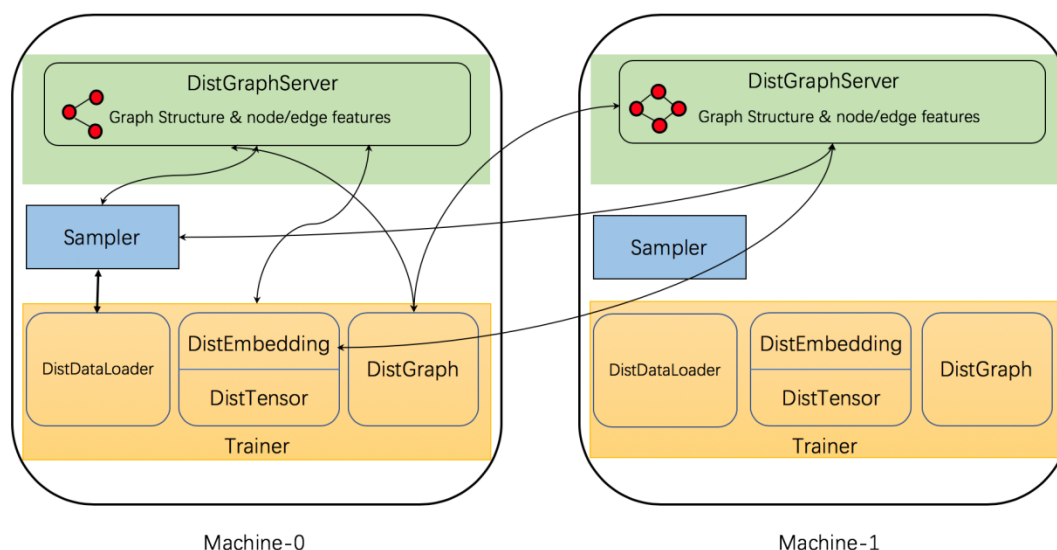 DistGraphServer
Graph Structure & node/edge features
Sampler
DistDataLoader
DistEmbedding
DistTensor
DistGraph
Trainer
Machine-0
DistGraphServer
Graph Structure & node/edge features
Sampler
DistDataLoader
DistEmbedding
DistTensor
DistGraph
Trainer
Machine-1